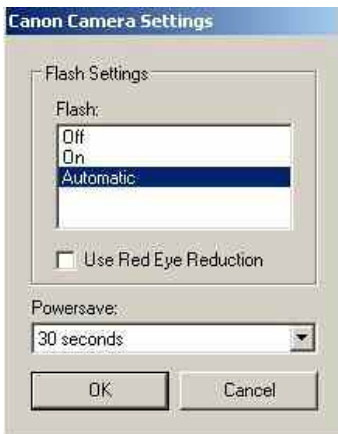 Canon Camera Settings
Flash Settings
Flash:
Off
On
Automatic
Use Red Eye Reduction
Powersave:
30 seconds
OK Cancel